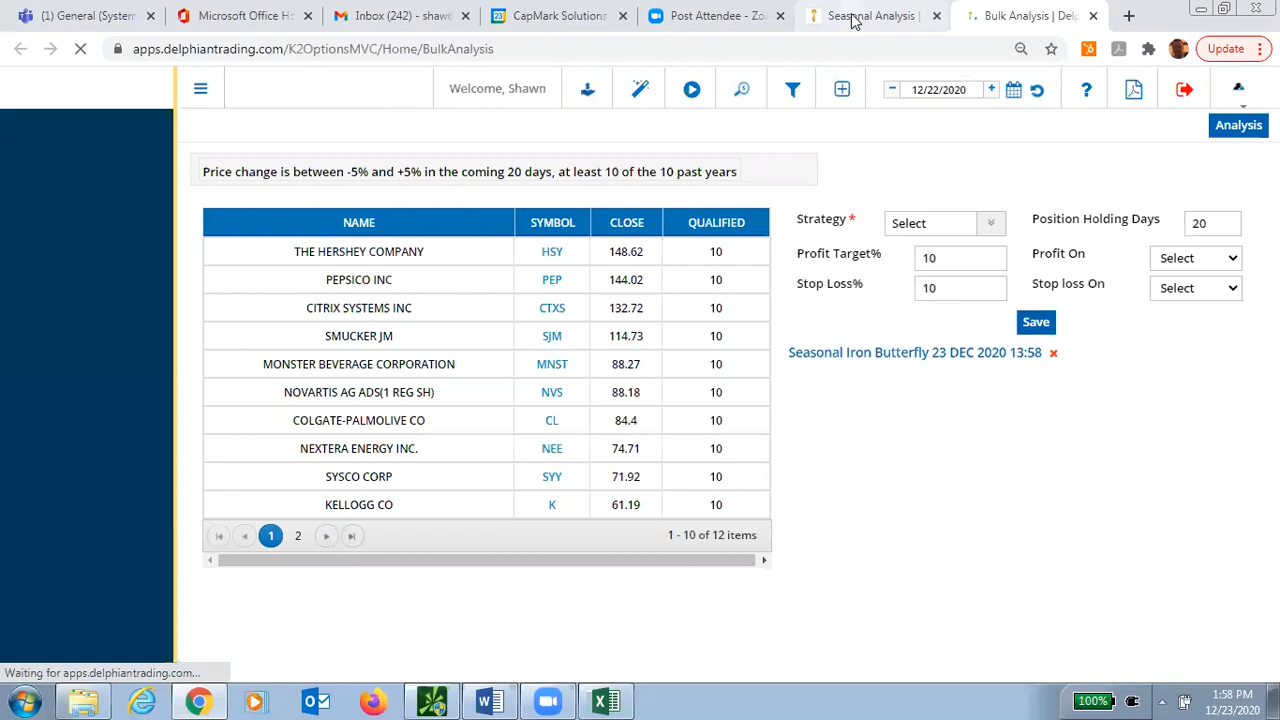 (1) General (System
Microsoft Office H
Inbox (242) - shawn
CapMark Solutions
Post Attendee - Zo
Seasonal Analysis |
Bulk Analysis | Delp
apps.delphiantrading.com/K2OptionsMVC/Home/BulkAnalysis
Update
Welcome, Shawn
12/22/2020
Analysis
Price change is between -5% and +5% in the coming 20 days, at least 10 of the 10 past years
NAME SYMBOL CLOSE QUALIFIED
THE HERSHEY COMPANY HSY 148.62 10
PEPSICO INC PEP 144.02 10
CITRIX SYSTEMS INC CTXS 132.72 10
SMUCKER JM SJM 114.73 10
MONSTER BEVERAGE CORPORATION MNST 88.27 10
NOVARTIS AG ADS(1 REG SH) NVS 88.18 10
COLGATE-PALMOLIVE CO CL 84.4 10
NEXTERA ENERGY INC. NEE 74.71 10
SYSCO CORP SYY 71.92 10
KELLOGG CO K 61.19 10
1 2 1 - 10 of 12 items
Strategy * Select Position Holding Days 20
Profit Target% 10 Profit On Select
Stop Loss% 10 Stop loss On Select
Save
Seasonal Iron Butterfly 23 DEC 2020 13:58
Waiting for apps.delphiantrading.com...
100%
1:58 PM
12/23/2020